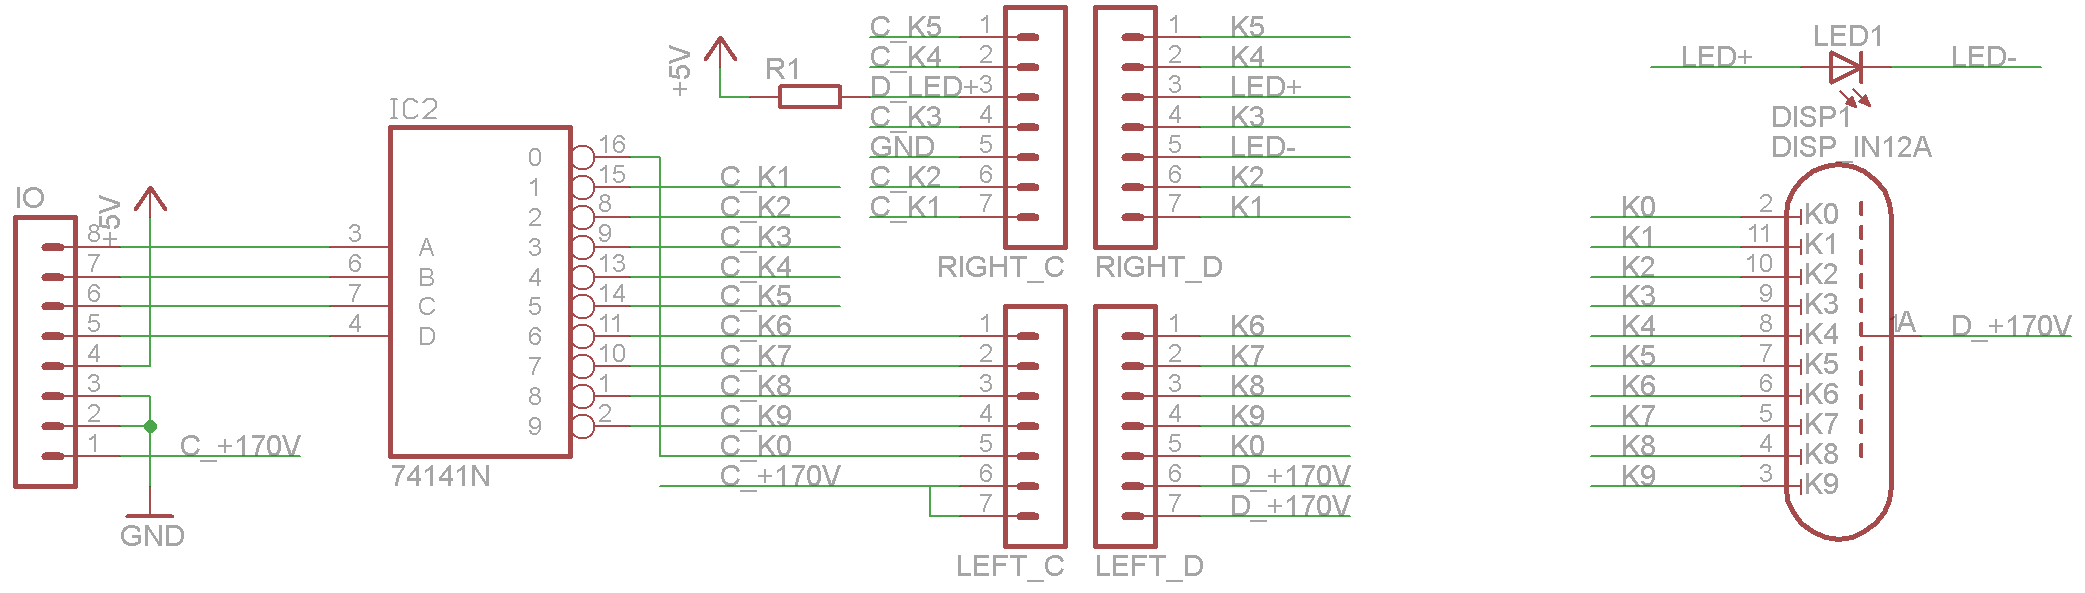 IO
+5V
8
7
6
5
4
3
2
1
C_+170V
GND
IC2
3 A
6 B
7 C
4 D
0 16
1 15
2 8
3 9
4 13
5 14
6 11
7 10
8 1
9 2
74141N
C_K1
C_K2
C_K3
C_K4
C_K5
C_K6
C_K7
C_K8
C_K9
C_K0
C_+170V
+5V
R1
C_K5 1
C_K4 2
D_LED+ 3
C_K3 4
GND 5
C_K2 6
C_K1 7
RIGHT_C
1 K5
2 K4
3 LED+
4 K3
5 LED-
6 K2
7 K1
RIGHT_D
1
2
3
4
5
6
7
LEFT_C
1 K6
2 K7
3 K8
4 K9
5 K0
6 D_+170V
7 D_+170V
LEFT_D
LED1
LED+
LED-
DISP1
DISP_IN12A
K0 2 K0
K1 11 K1
K2 10 K2
K3 9 K3
K4 8 K4
K5 7 K5
K6 6 K6
K7 5 K7
K8 4 K8
K9 3 K9
1A
D_+170V